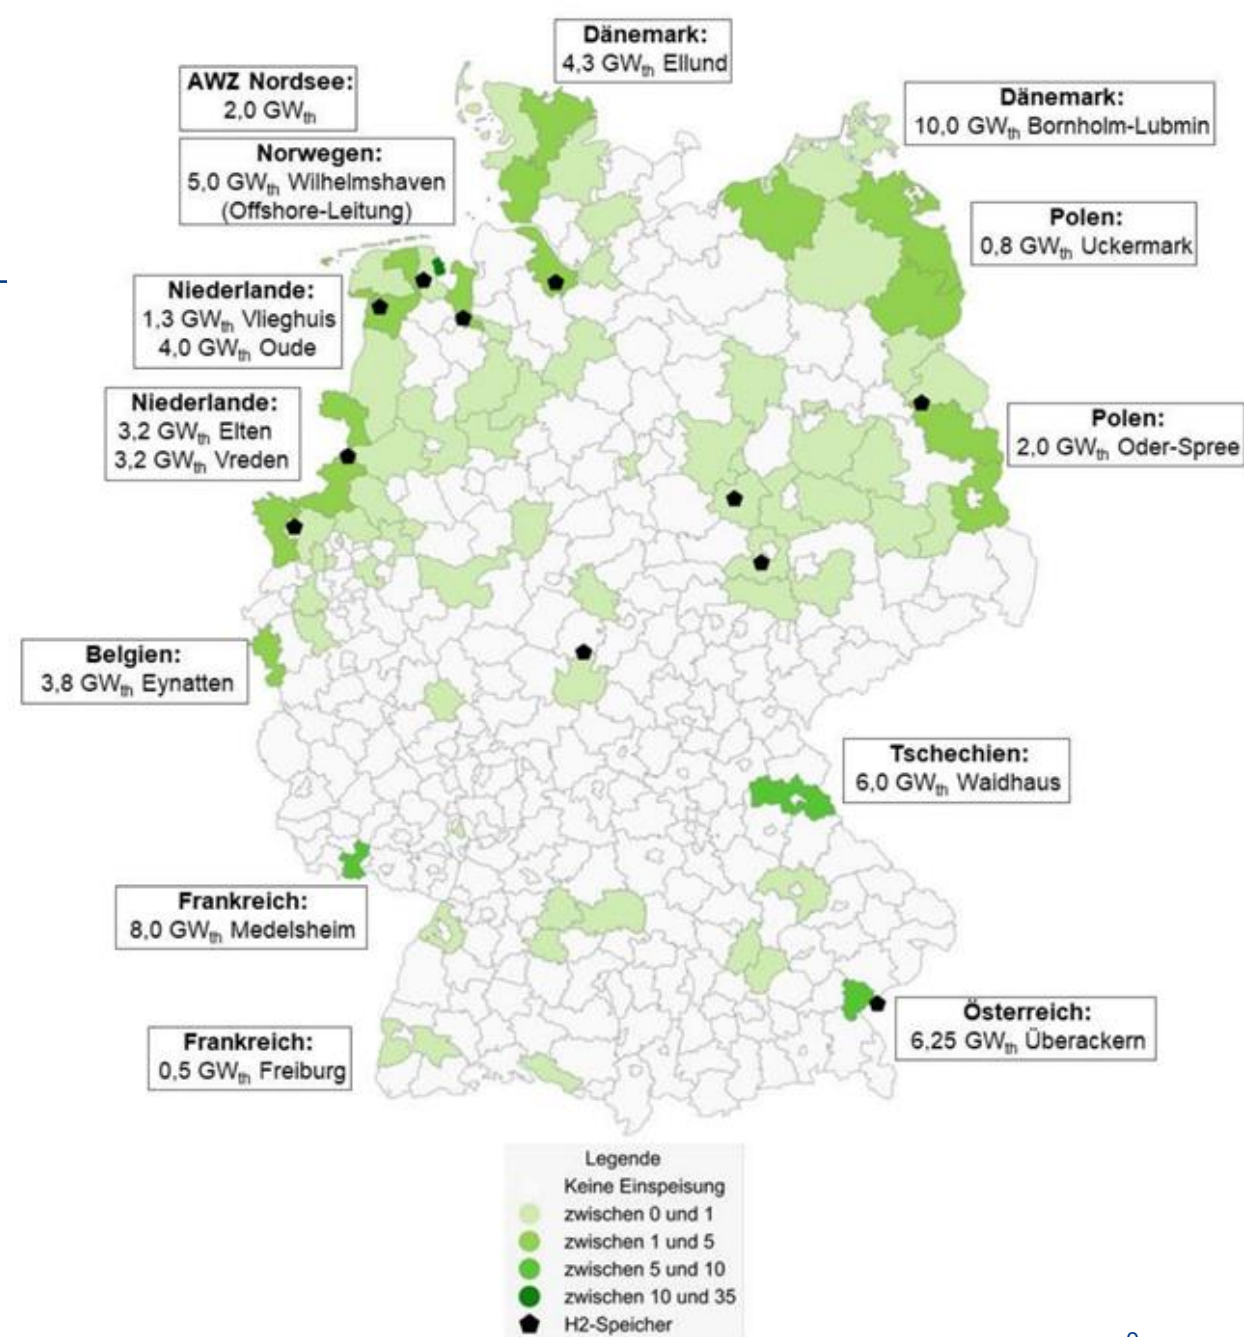 Dänemark:
4,3 GWth Ellund
AWZ Nordsee:
2,0 GWth
Dänemark:
10,0 GWth Bornholm-Lubmin
Norwegen:
5,0 GWth Wilhelmshaven
(Offshore-Leitung)
Polen:
0,8 GWth Uckermark
Niederlande:
1,3 GWth Vlieghuis
4,0 GWth Oude
Niederlande:
3,2 GWth Elten
3,2 GWth Vreden
Polen:
2,0 GWth Oder-Spree
Belgien:
3,8 GWth Eynatten
Tschechien:
6,0 GWth Waidhaus
Frankreich:
8,0 GWth Medelsheim
Österreich:
6,25 GWth Überackern
Frankreich:
0,5 GWth Freiburg
Legende
Keine Einspeisung
zwischen 0 und 1
zwischen 1 und 5
zwischen 5 und 10
zwischen 10 und 35
H2-Speicher